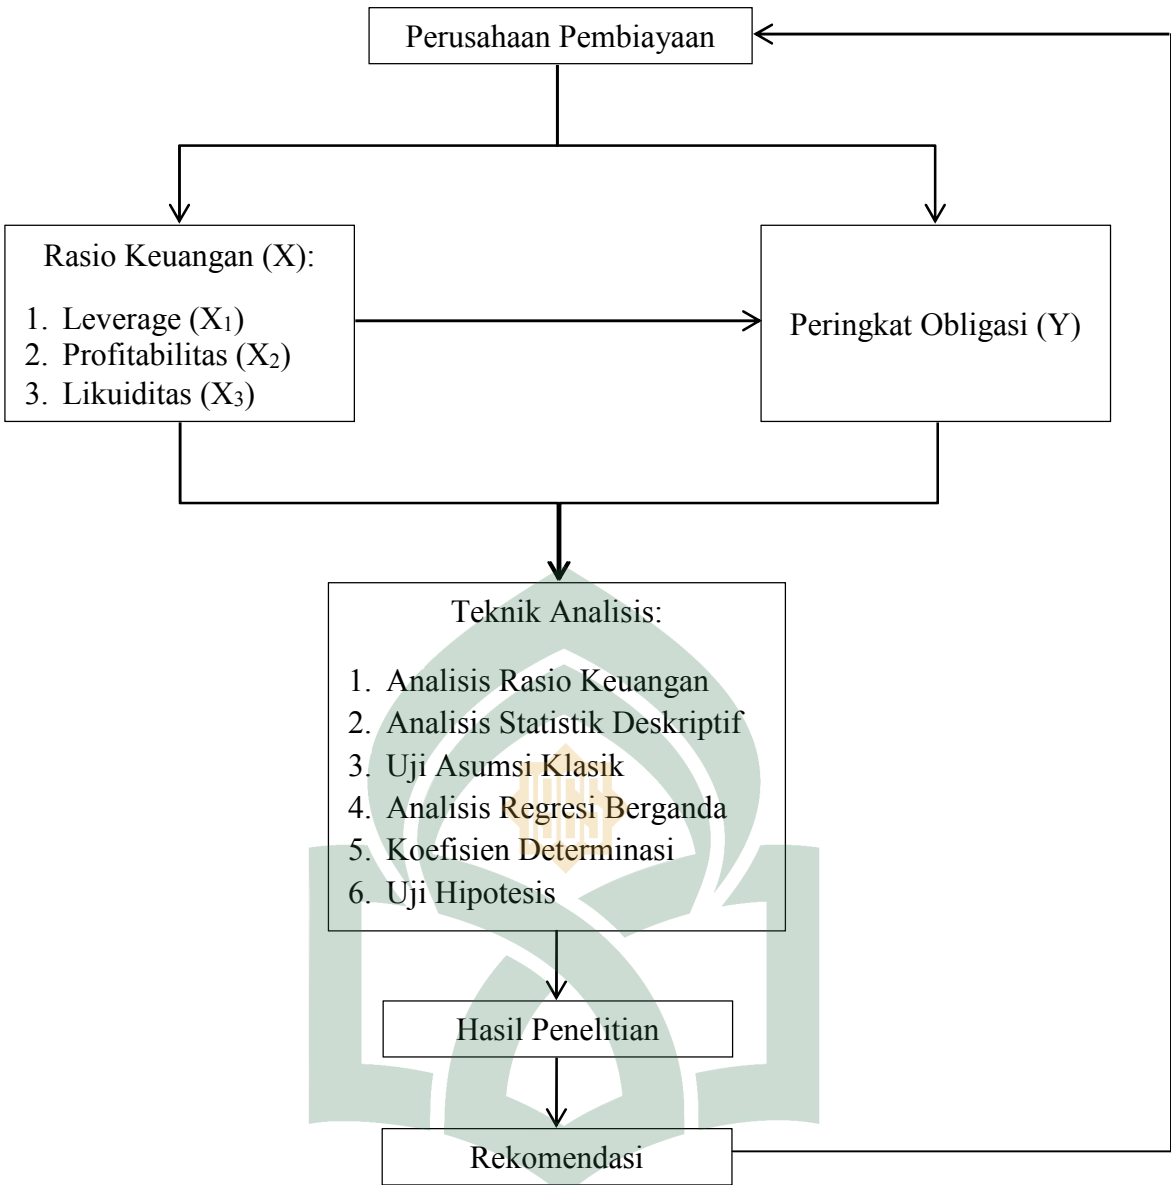 Perusahaan Pembiayaan
Rasio Keuangan (X):
1. Leverage (X₁)
2. Profitabilitas (X₂)
3. Likuiditas (X₃)
Peringkat Obligasi (Y)
Teknik Analisis:
1. Analisis Rasio Keuangan
2. Analisis Statistik Deskriptif
3. Uji Asumsi Klasik
4. Analisis Regresi Berganda
5. Koefisien Determinasi
6. Uji Hipotesis
Hasil Penelitian
Rekomendasi